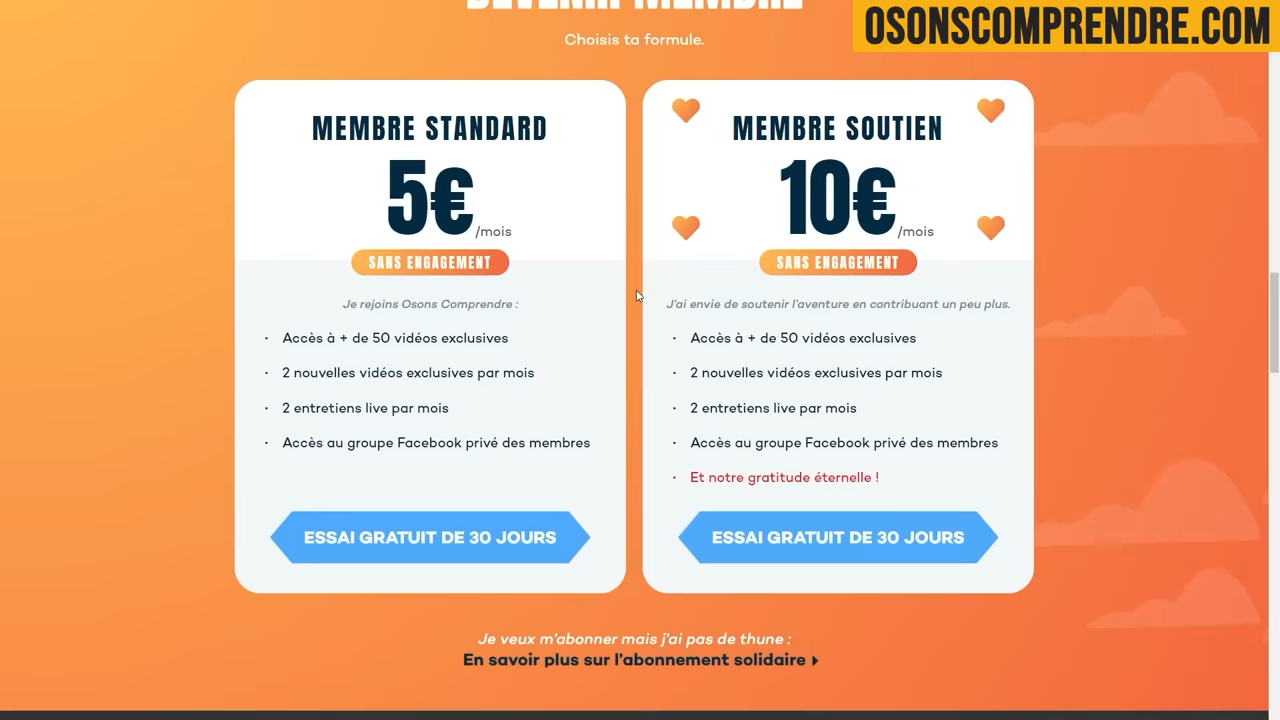 OSONSCOMPRENDRE.COM
DEVENIR MEMBRE
Choisis ta formule.
MEMBRE STANDARD
5€/mois
SANS ENGAGEMENT
Je rejoins Osons Comprendre :
· Accès à + de 50 vidéos exclusives
· 2 nouvelles vidéos exclusives par mois
· 2 entretiens live par mois
· Accès au groupe Facebook privé des membres
ESSAI GRATUIT DE 30 JOURS
MEMBRE SOUTIEN
10€/mois
SANS ENGAGEMENT
J'ai envie de soutenir l'aventure en contribuant un peu plus.
· Accès à + de 50 vidéos exclusives
· 2 nouvelles vidéos exclusives par mois
· 2 entretiens live par mois
· Accès au groupe Facebook privé des membres
· Et notre gratitude éternelle !
ESSAI GRATUIT DE 30 JOURS
Je veux m'abonner mais j'ai pas de thune :
En savoir plus sur l'abonnement solidaire